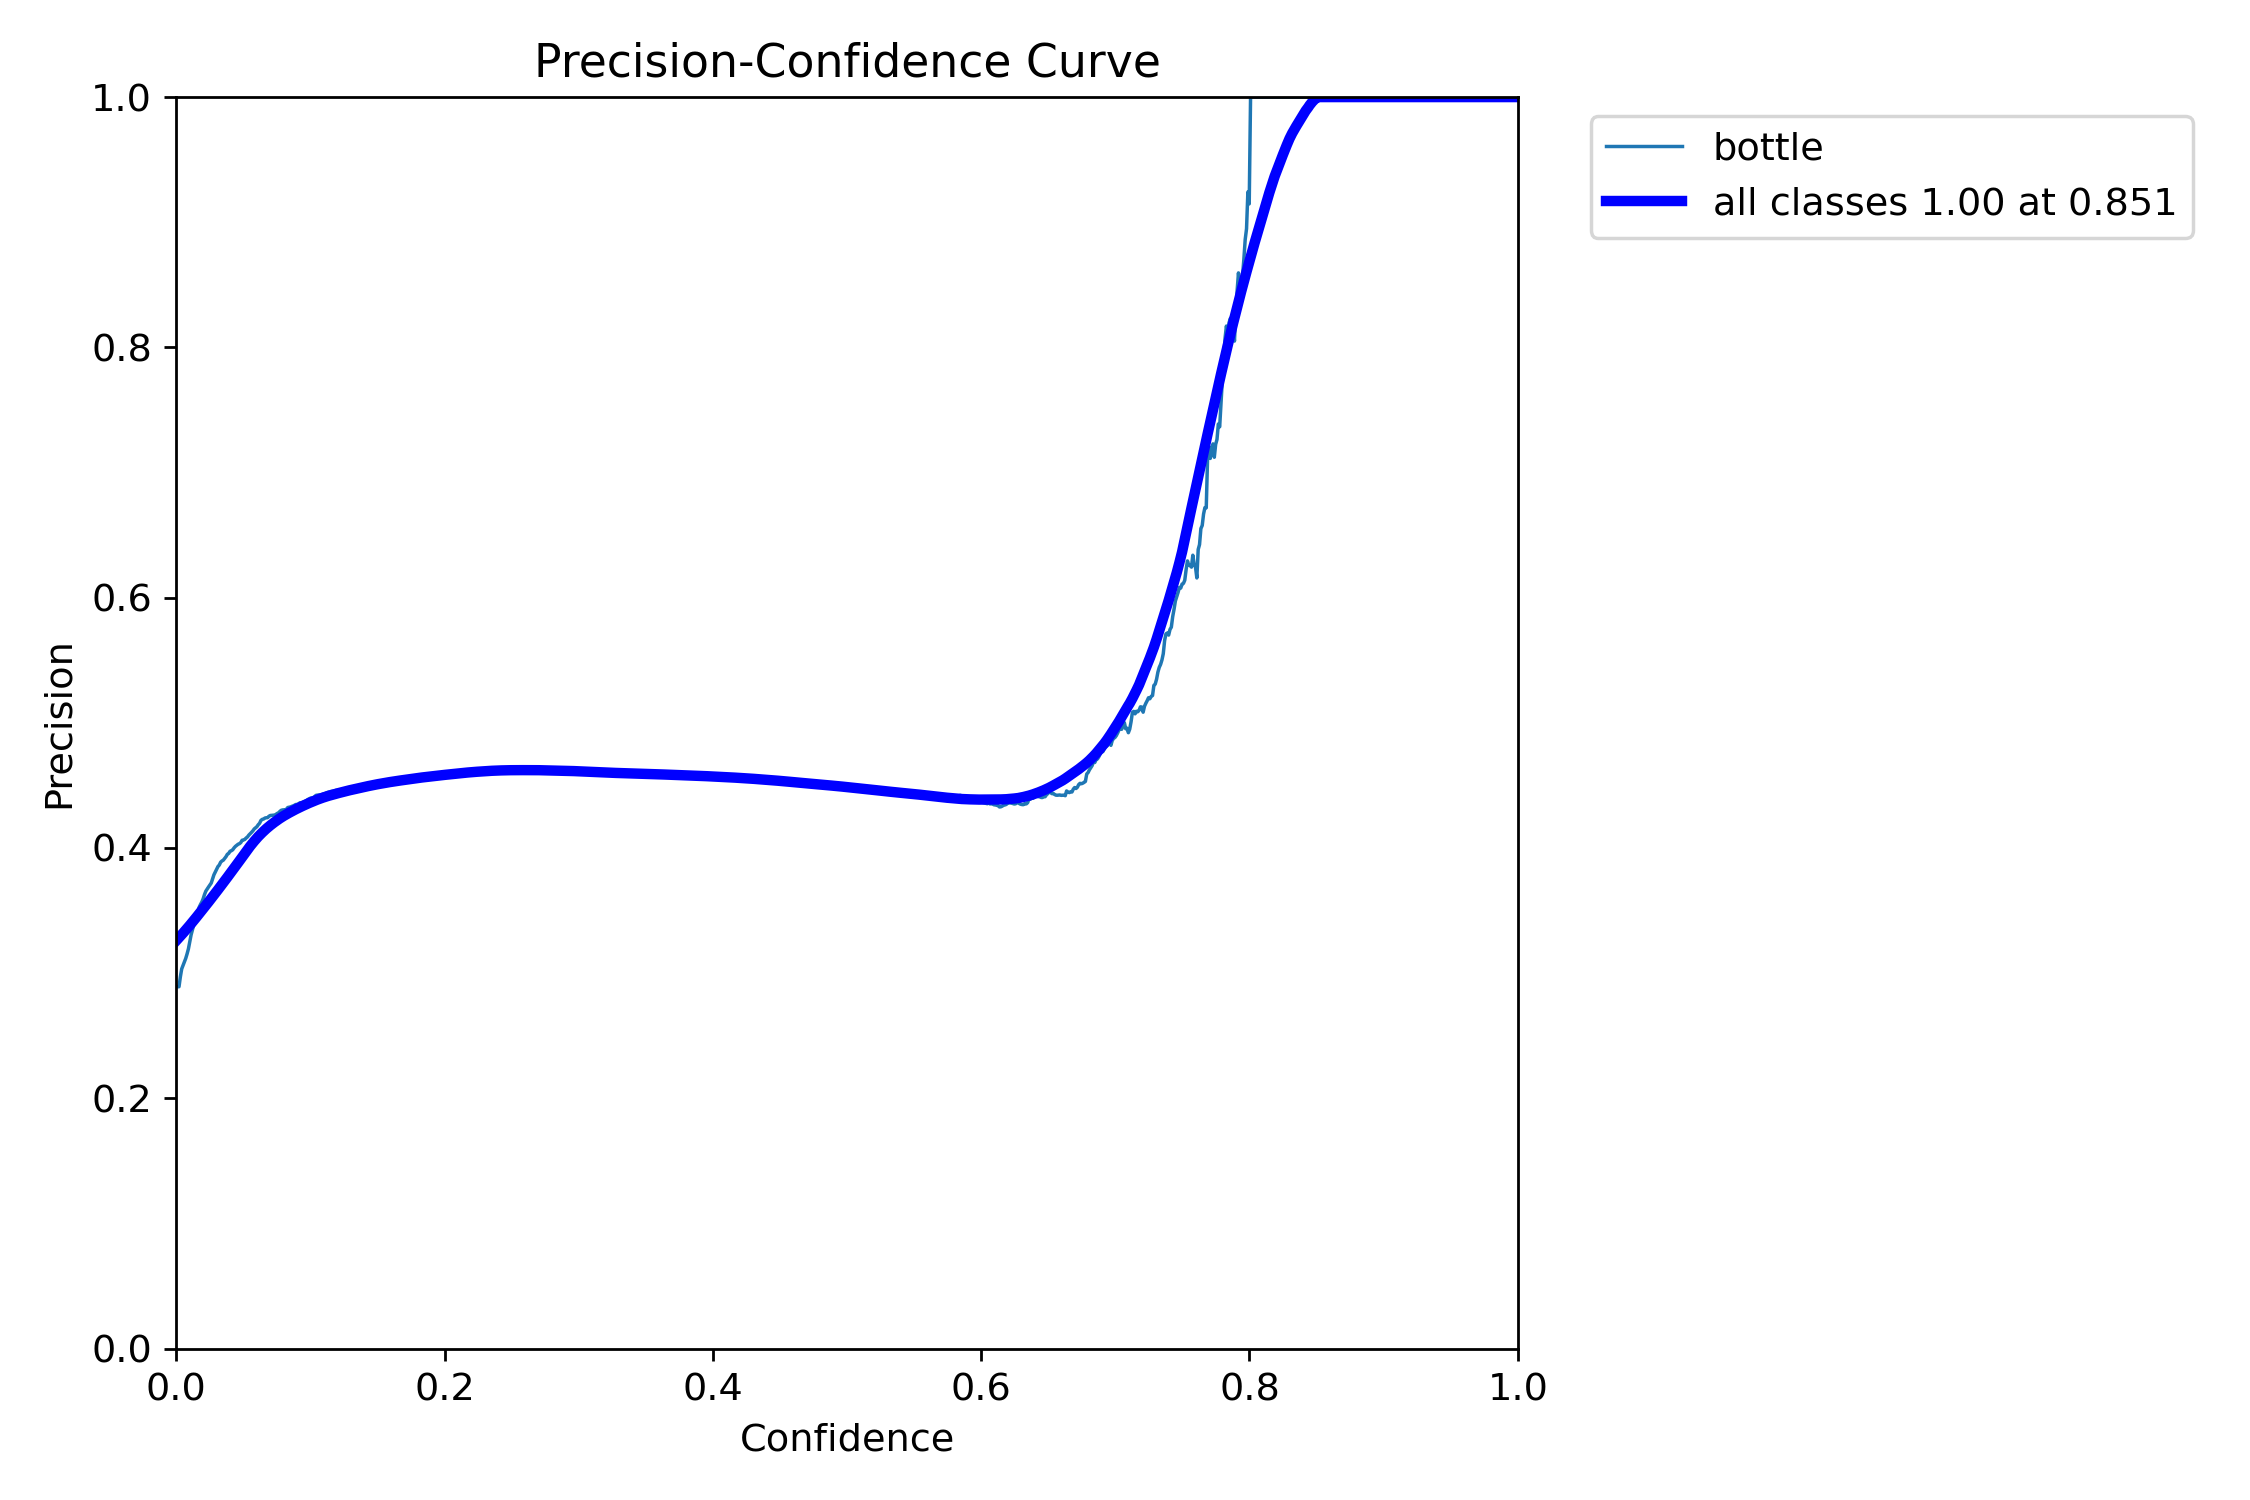 Precision-Confidence Curve
1.0
0.8
0.6
0.4
0.2
0.0
Precision
0.0 0.2 0.4 0.6 0.8 1.0
Confidence
bottle
all classes 1.00 at 0.851